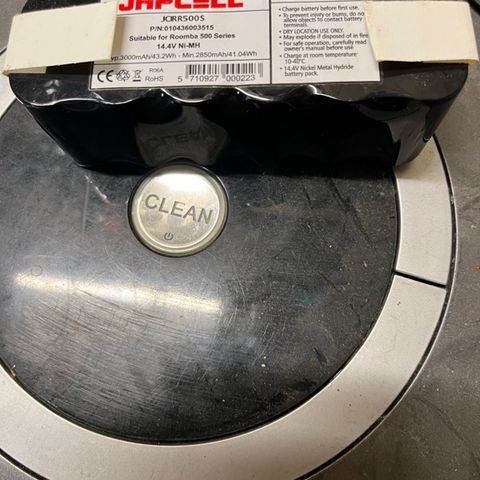 JAPCELL
JCIRR500S
P/N:010436003515
Suitable for Roomba 500 Series
14.4V Ni-MH
Typ.3000mAh/43.2Wh - Min.2850mAh/41.04Wh
CE R06A
RoHS
5 710927 000223
• Charge battery before first use.
• To prevent injury or burns, do not
allow objects to contact battery
terminals.
• DRY LOCATION USE ONLY.
• May explode if disposed of in fire
• For safe operation, carefully read
owner's manual before use
• Charge at room temperature:
10-40°C
• 14.4V Nickel Metal Hydride
battery pack.
CLEAN